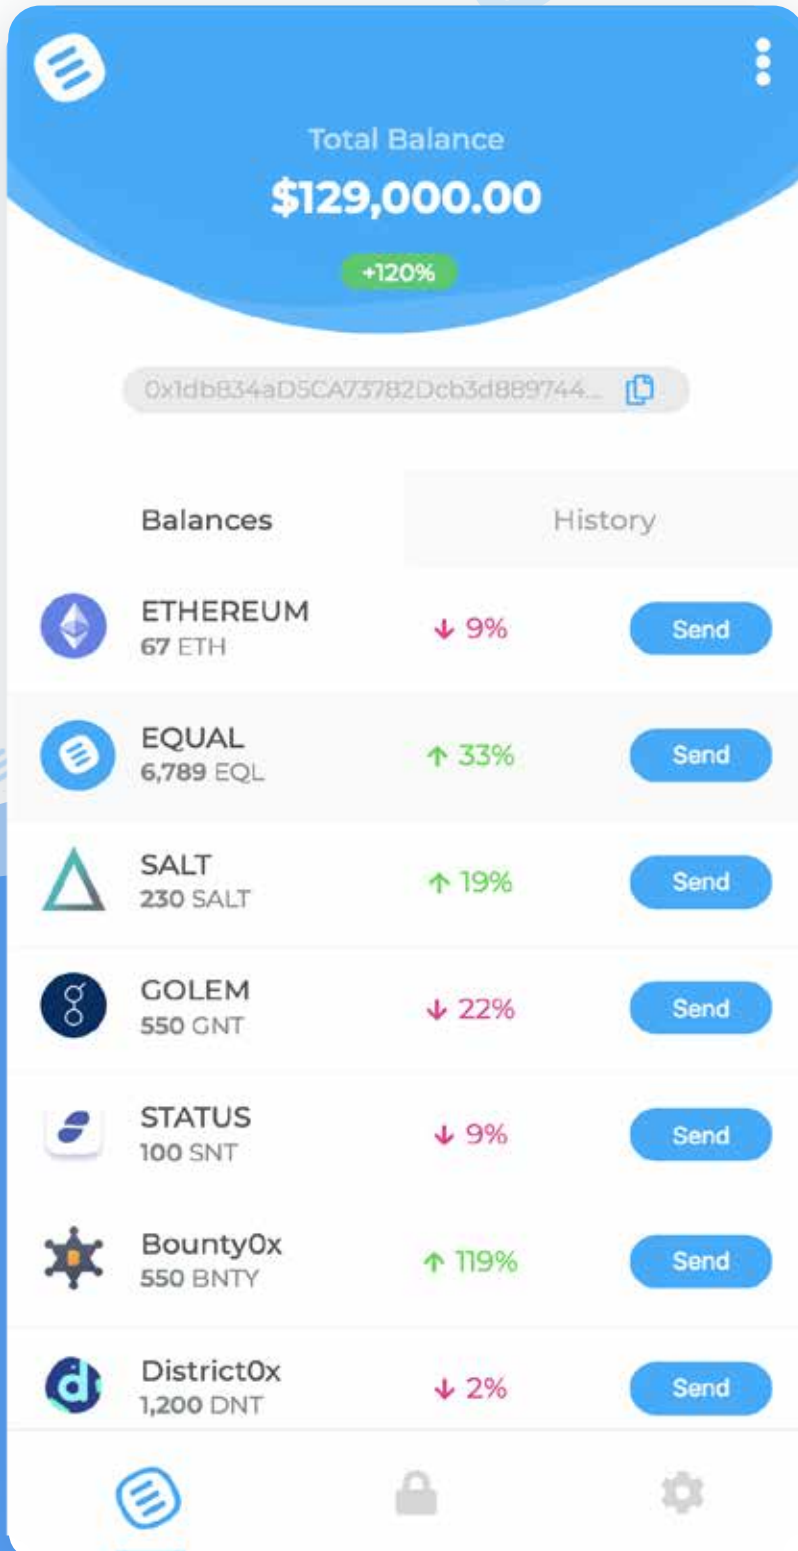 Total Balance
$129,000.00
+120%
0x1db834aD5CA73782Dcb3d889744...
Balances
History
ETHEREUM
67 ETH
9%
Send
EQUAL
6,789 EQL
33%
Send
SALT
230 SALT
19%
Send
GOLEM
550 GNT
22%
Send
STATUS
100 SNT
9%
Send
Bounty0x
550 BNTY
119%
Send
District0x
1,200 DNT
2%
Send